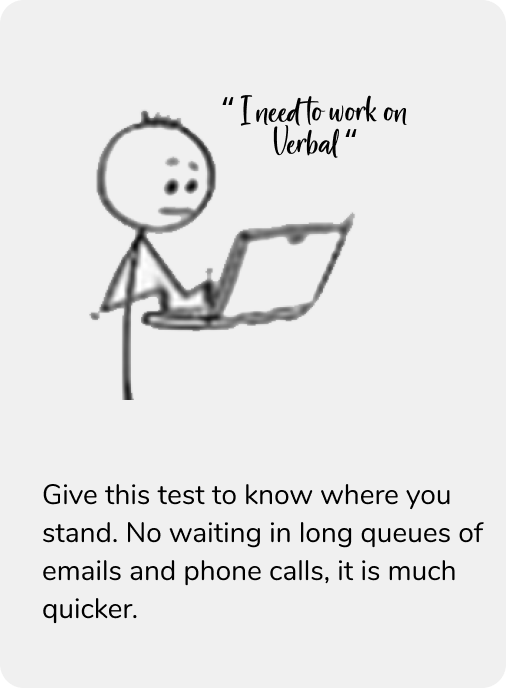 “ I need to work on
Verbal “
Give this test to know where you
stand. No waiting in long queues of
emails and phone calls, it is much
quicker.